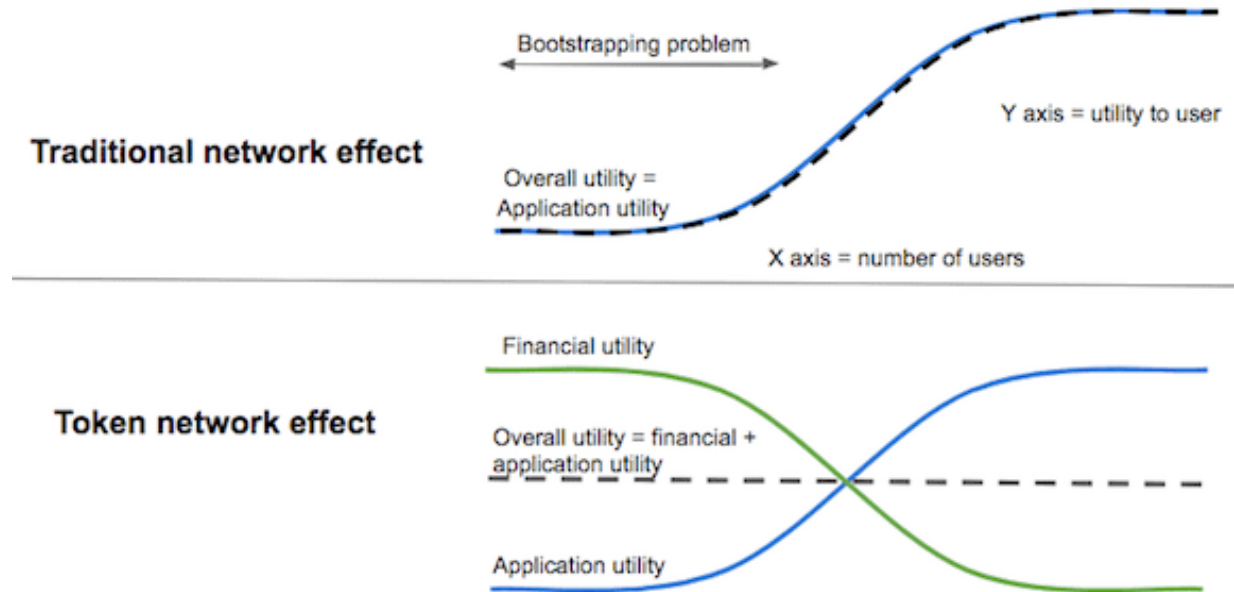 Bootstrapping problem
Y axis = utility to user
Traditional network effect
Overall utility =
Application utility
X axis = number of users
Financial utility
Token network effect
Overall utility = financial +
application utility
Application utility